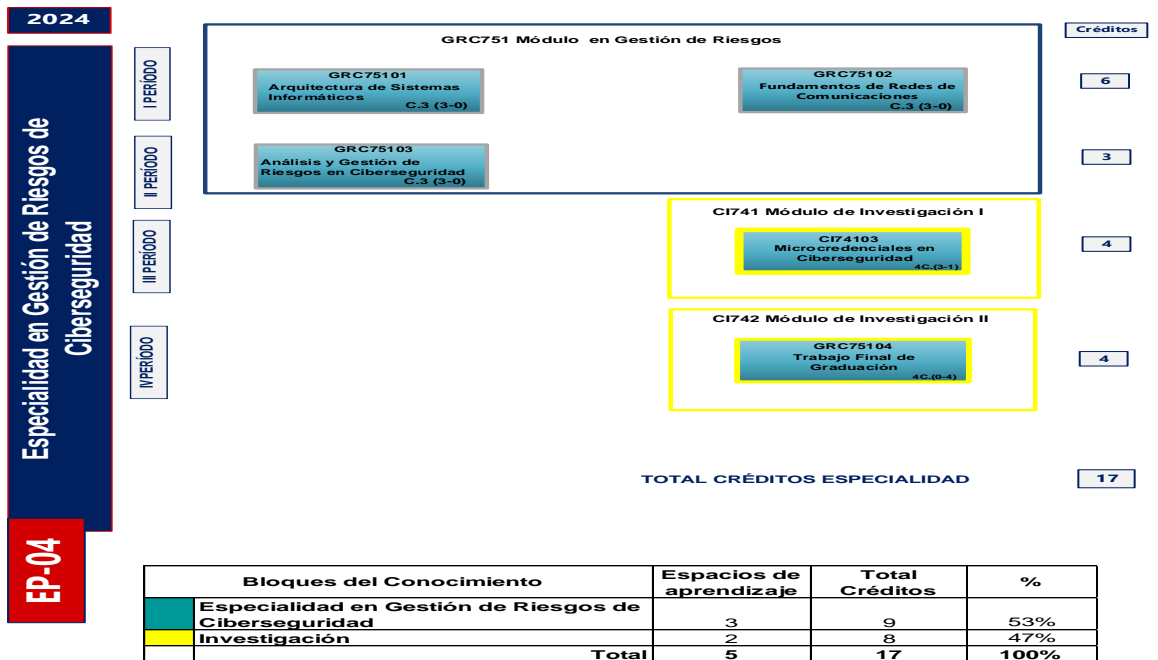 2024
Especialidad en Gestión de Riesgos de
Ciberseguridad
EP-04
Créditos
GRC751 Módulo en Gestión de Riesgos
I PERÍODO
GRC75101
Arquitectura de Sistemas
Informáticos
C.3 (3-0)
GRC75102
Fundamentos de Redes de
Comunicaciones
C.3 (3-0)
6
II PERÍODO
GRC75103
Análisis y Gestión de
Riesgos en Ciberseguridad
C.3 (3-0)
3
III PERÍODO
CI741 Módulo de Investigación I
CI74103
Microcredenciales en
Ciberseguridad
4C.(3-1)
4
IV PERÍODO
CI742 Módulo de Investigación II
GRC75104
Trabajo Final de
Graduación
4C.(0-4)
4
TOTAL CRÉDITOS ESPECIALIDAD 17
Bloques del Conocimiento Espacios de aprendizaje Total Créditos %
Especialidad en Gestión de Riesgos de
Ciberseguridad 3 9 53%
Investigación 2 8 47%
Total 5 17 100%